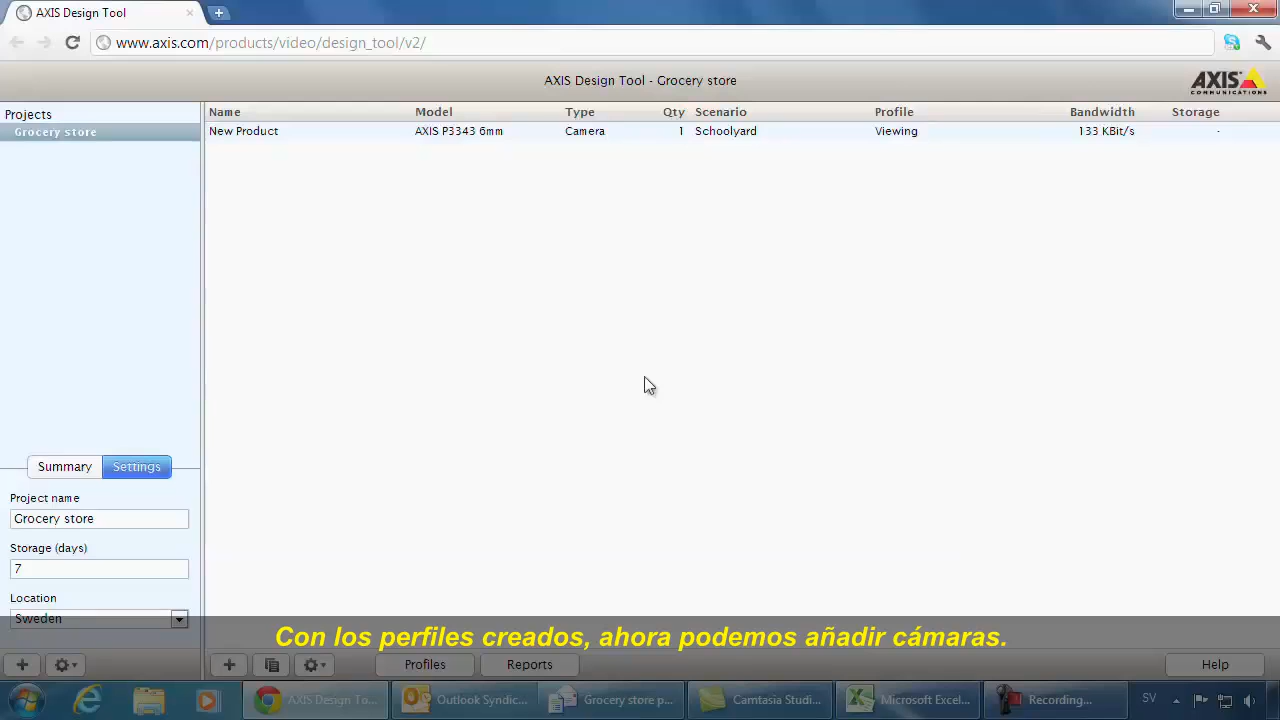 AXIS Design Tool
www.axis.com/products/video/design_tool/v2/
AXIS Design Tool - Grocery store
AXIS
COMMUNICATIONS
Projects
Grocery store
Name Model Type Qty Scenario Profile Bandwidth Storage
New Product AXIS P3343 6mm Camera 1 Schoolyard Viewing 133 KBit/s -
Summary Settings
Project name
Grocery store
Storage (days)
7
Location
Sweden
Con los perfiles creados, ahora podemos añadir cámaras.
Profiles Reports Help
AXIS Design To... Outlook Syndic... Grocery store p... Camtasia Studi... Microsoft Excel... Recording... SV